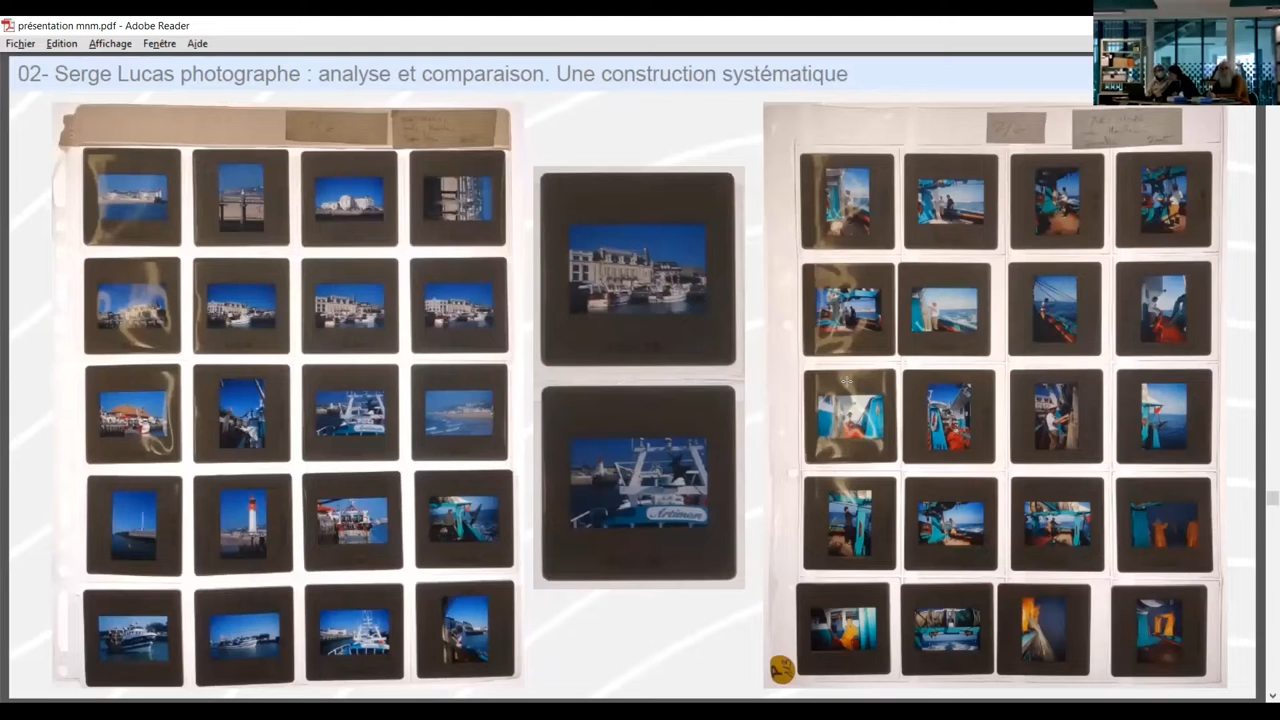 présentation mnm.pdf - Adobe Reader
Fichier Edition Affichage Fenêtre Aide
02- Serge Lucas photographe : analyse et comparaison. Une construction systématique
Artimon